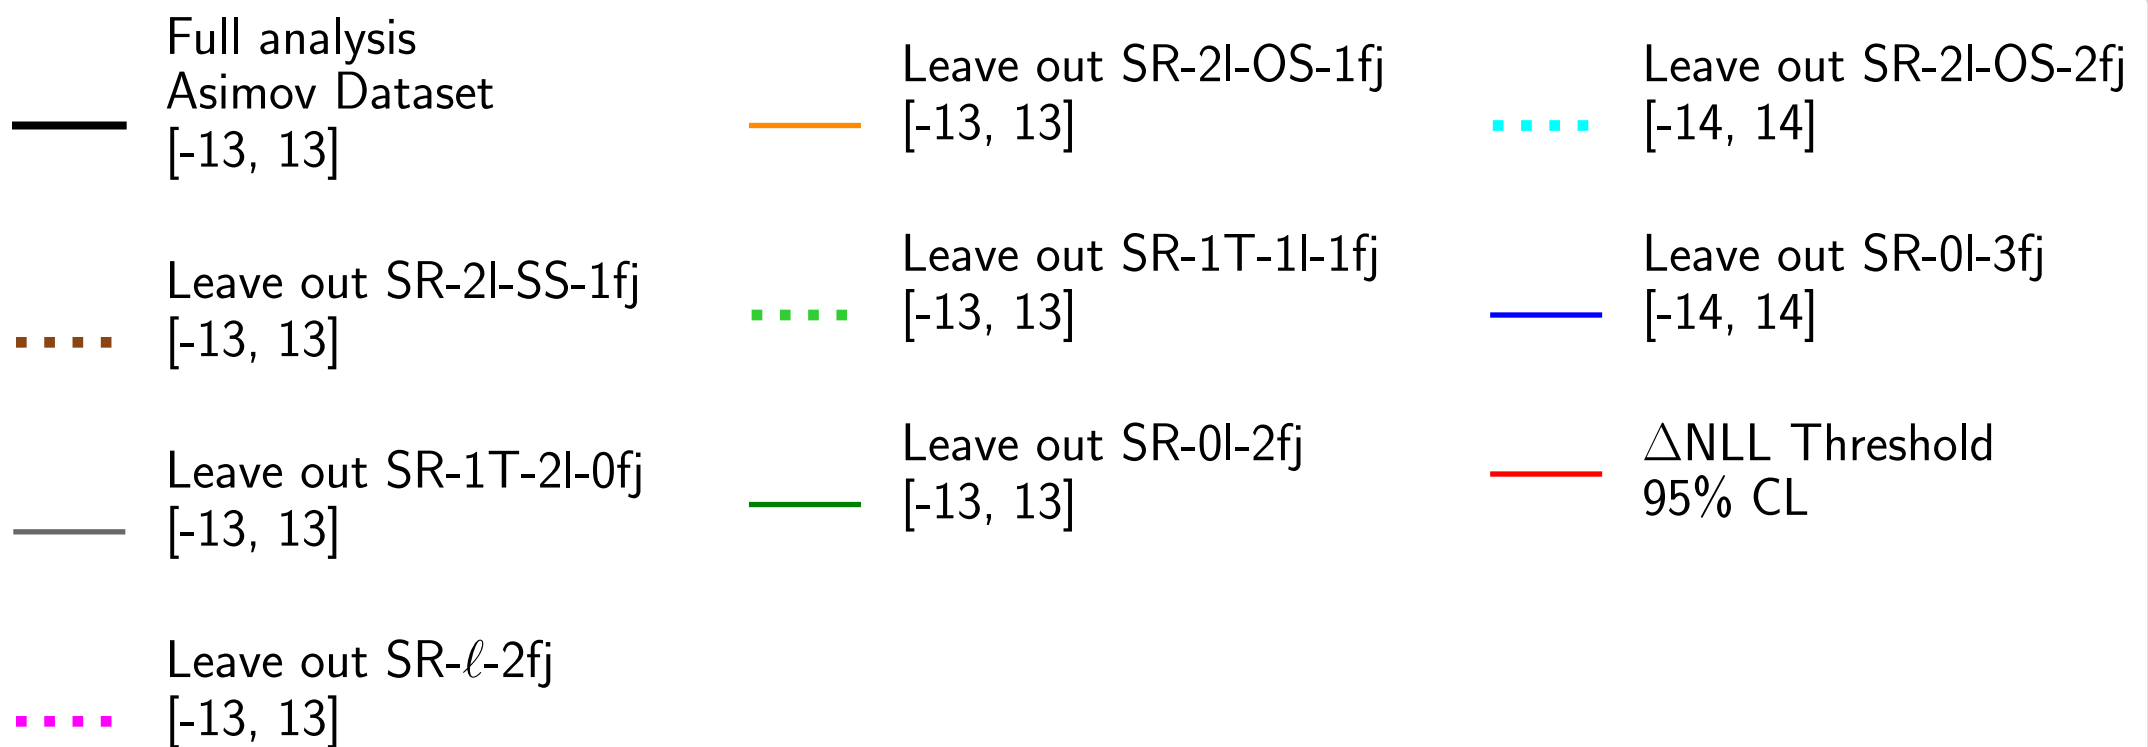 Full analysis
Asimov Dataset
[-13, 13]
Leave out SR-2l-SS-1fj
[-13, 13]
Leave out SR-1T-2l-0fj
[-13, 13]
Leave out SR-ℓ-2fj
[-13, 13]
Leave out SR-2l-OS-1fj
[-13, 13]
Leave out SR-1T-1l-1fj
[-13, 13]
Leave out SR-0l-2fj
[-13, 13]
Leave out SR-2l-OS-2fj
[-14, 14]
Leave out SR-0l-3fj
[-14, 14]
ΔNLL Threshold
95% CL